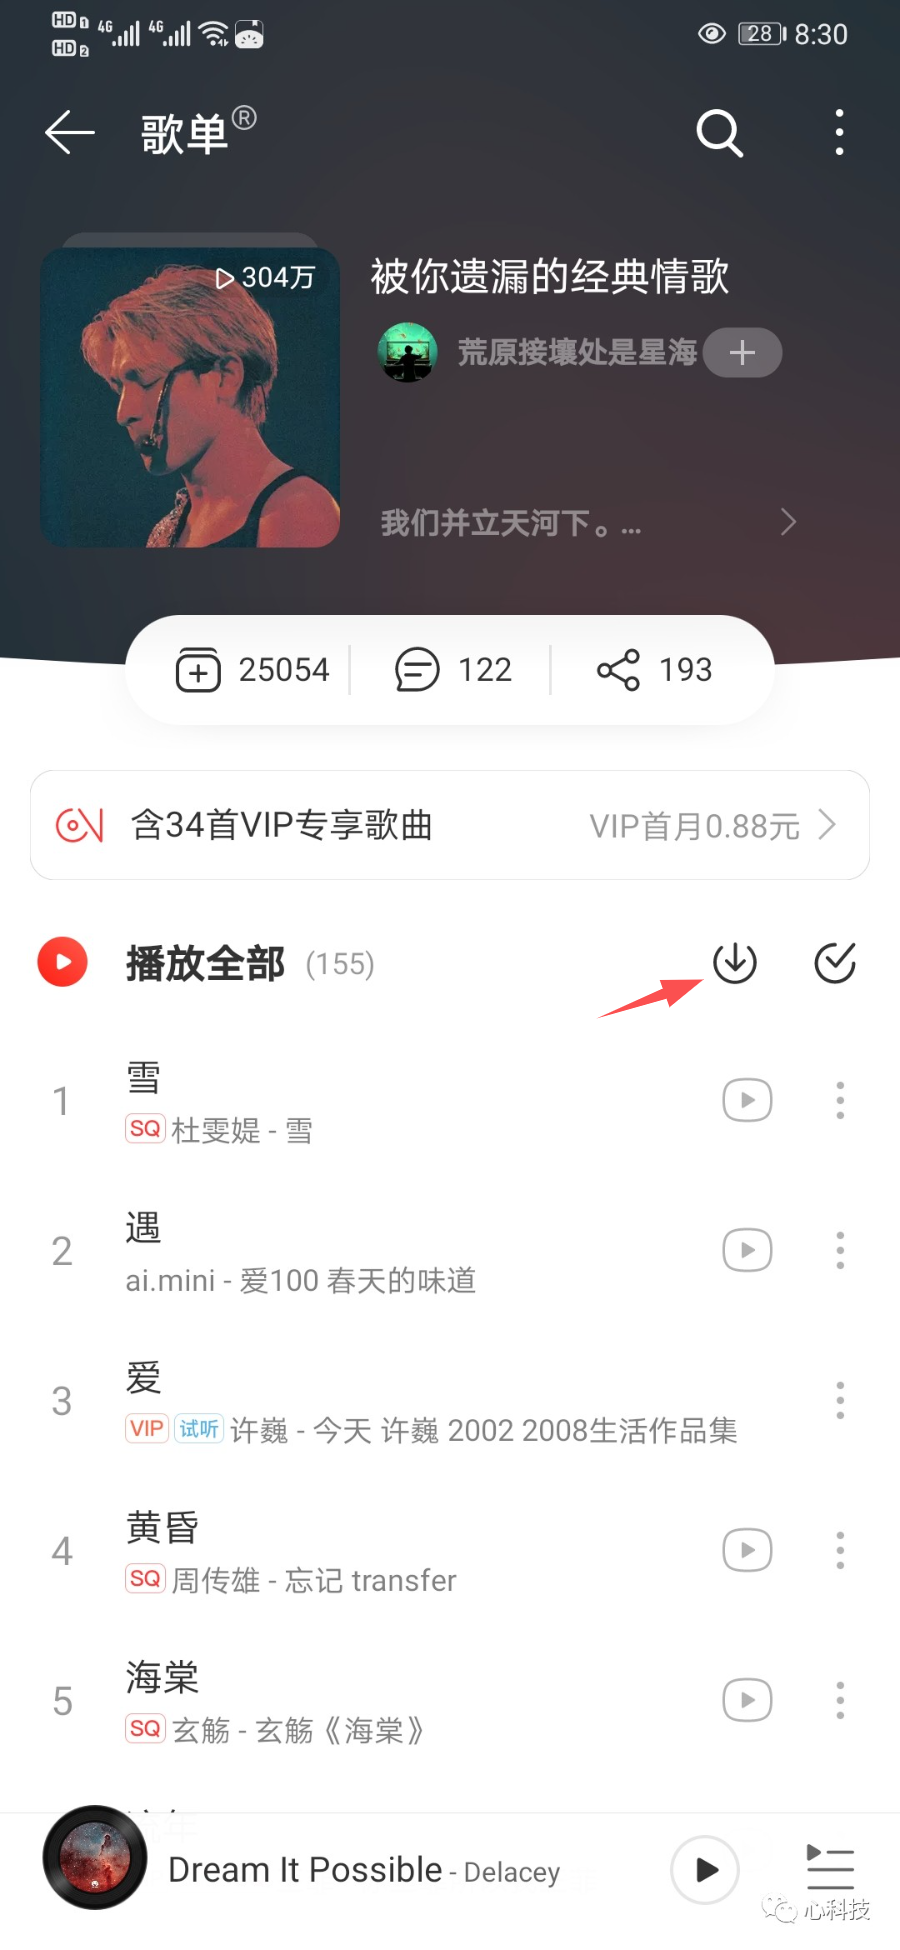 HD 1 4G 4G 28 8:30
HD 2
歌单®
304万
被你遗漏的经典情歌
荒原接壤处是星海
我们并立天河下。...
25054 122 193
含34首VIP专享歌曲 VIP首月0.88元
播放全部 (155)
1 雪
SQ 杜雯媞 - 雪
2 遇
ai.mini - 爱100 春天的味道
3 爱
VIP 试听 许巍 - 今天 许巍 2002 2008生活作品集
4 黄昏
SQ 周传雄 - 忘记 transfer
5 海棠
SQ 玄觞 - 玄觞《海棠》
Dream It Possible - Delacey
心科技